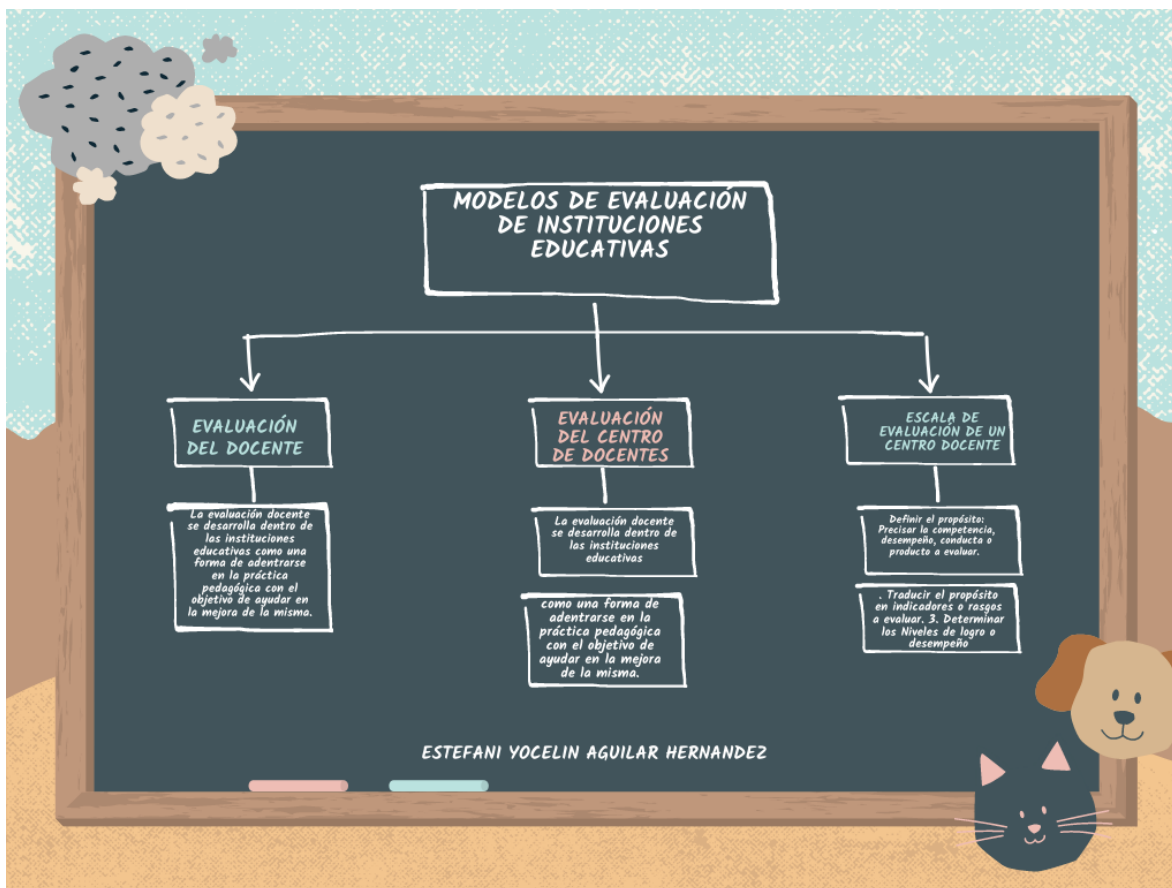 MODELOS DE EVALUACIÓN
DE INSTITUCIONES
EDUCATIVAS
EVALUACIÓN
DEL DOCENTE
La evaluación docente
se desarrolla dentro de
las instituciones
educativas como una
forma de adentrarse
en la práctica
pedagógica con el
objetivo de ayudar en
la mejora de la misma.
EVALUACIÓN
DEL CENTRO
DE DOCENTES
La evaluación docente
se desarrolla dentro de
las instituciones
educativas
como una forma de
adentrarse en la
práctica pedagógica
con el objetivo de
ayudar en la mejora
de la misma.
ESCALA DE
EVALUACIÓN DE UN
CENTRO DOCENTE
Definir el propósito:
Precisar la competencia,
desempeño, conducta o
producto a evaluar.
. Traducir el propósito
en indicadores o rasgos
a evaluar. 3. Determinar
los Niveles de logro o
desempeño
ESTEFANI YOCELIN AGUILAR HERNANDEZ